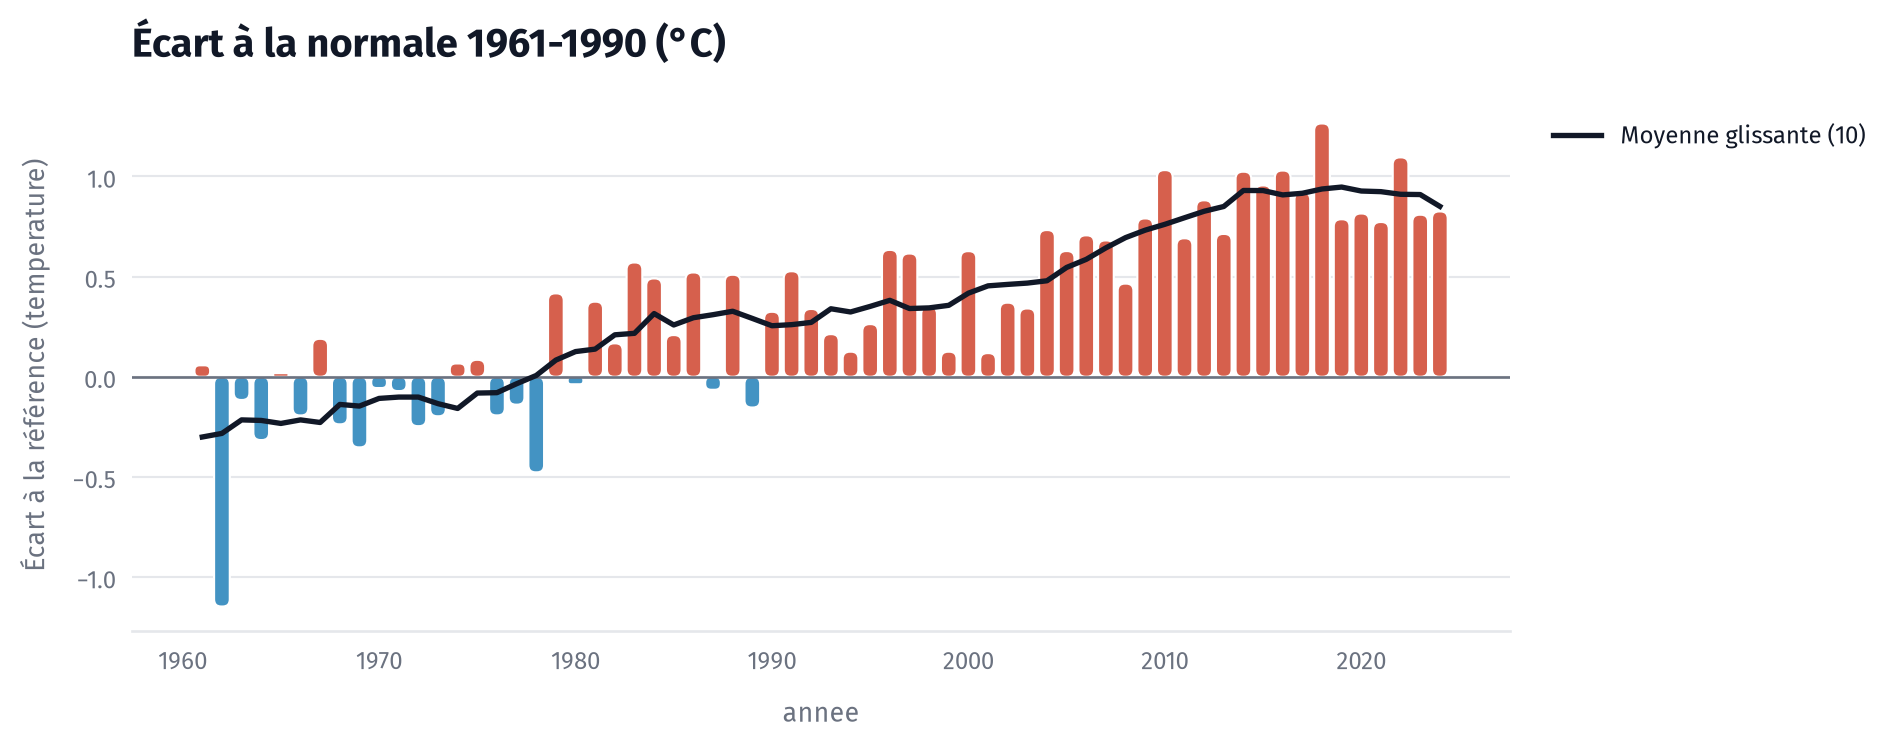 Écart à la normale 1961-1990 (°C)
Moyenne glissante (10)
Écart à la référence (temperature)
1.0
0.5
0.0
−0.5
−1.0
1960 1970 1980 1990 2000 2010 2020
annee